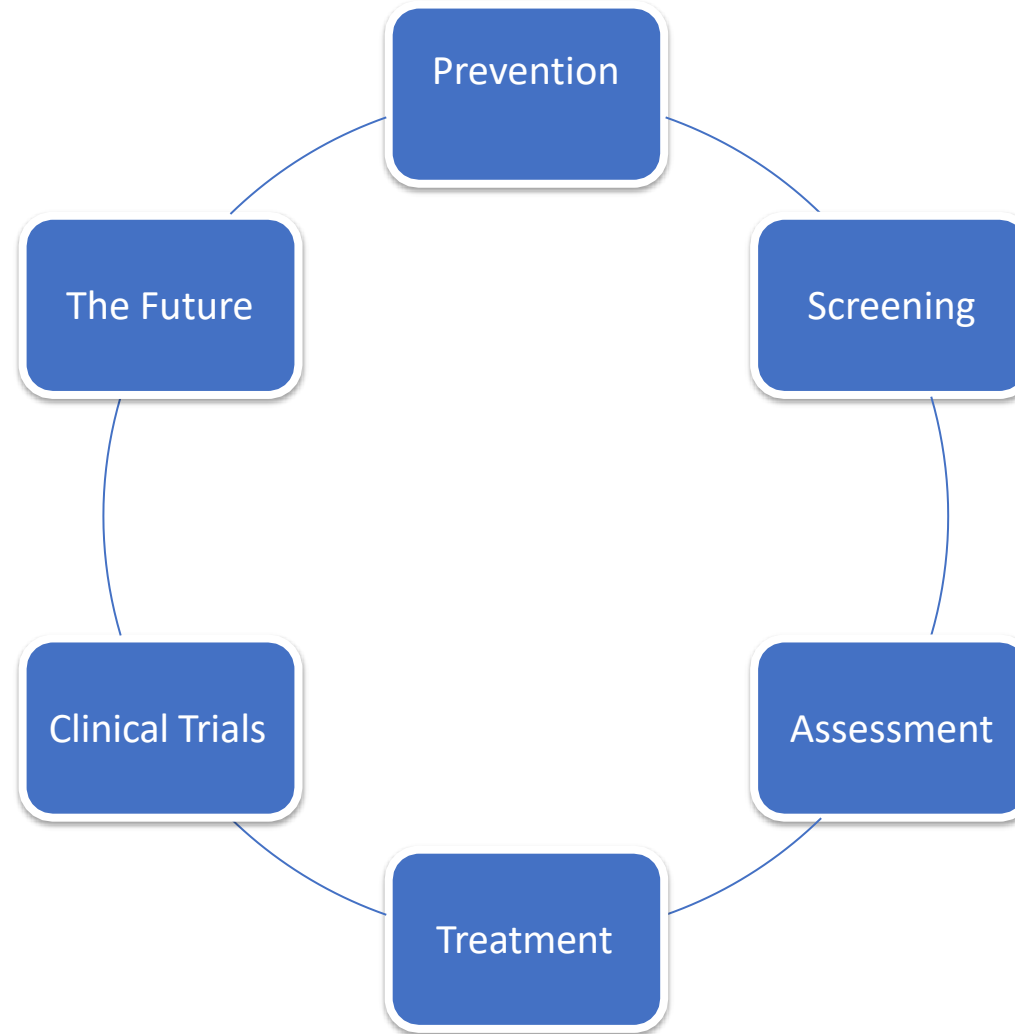 Prevention
Screening
Assessment
Treatment
Clinical Trials
The Future